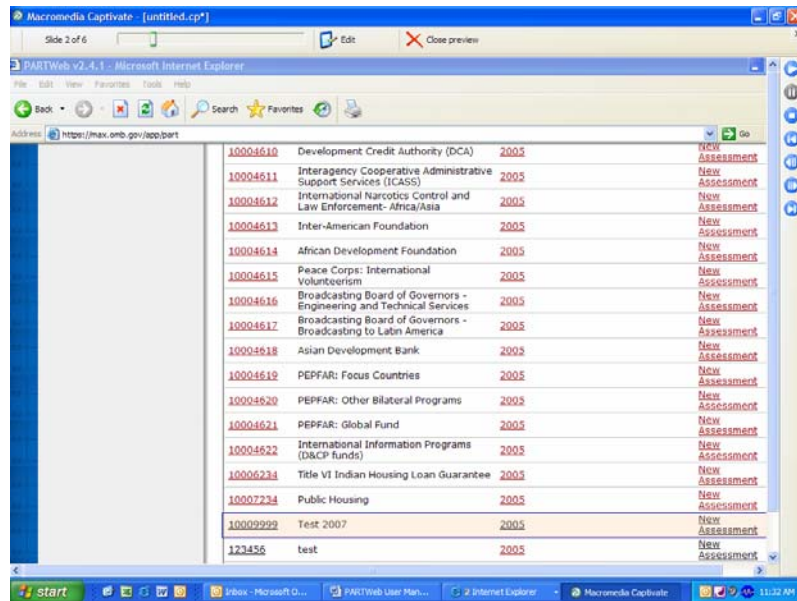 Macromedia Captivate - [untitled.cp*]
Slide 2 of 6 Edit Close preview
PARTWeb v2.4.1 - Microsoft Internet Explorer
File Edit View Favorites Tools Help
Back Search Favorites
Address https://max.omb.gov/app/part Go
10004610 Development Credit Authority (DCA) 2005 New Assessment
10004611 Interagency Cooperative Administrative Support Services (ICASS) 2005 New Assessment
10004612 International Narcotics Control and Law Enforcement- Africa/Asia 2005 New Assessment
10004613 Inter-American Foundation 2005 New Assessment
10004614 African Development Foundation 2005 New Assessment
10004615 Peace Corps: International Volunteerism 2005 New Assessment
10004616 Broadcasting Board of Governors - Engineering and Technical Services 2005 New Assessment
10004617 Broadcasting Board of Governors - Broadcasting to Latin America 2005 New Assessment
10004618 Asian Development Bank 2005 New Assessment
10004619 PEPFAR: Focus Countries 2005 New Assessment
10004620 PEPFAR: Other Bilateral Programs 2005 New Assessment
10004621 PEPFAR: Global Fund 2005 New Assessment
10004622 International Information Programs (D&CP funds) 2005 New Assessment
10006234 Title VI Indian Housing Loan Guarantee 2005 New Assessment
10007234 Public Housing 2005 New Assessment
10009999 Test 2007 2005 New Assessment
123456 test 2005 New Assessment
start Inbox - Microsoft O... PARTWeb User Man... 2 Internet Explorer Macromedia Captivate 11:32 AM